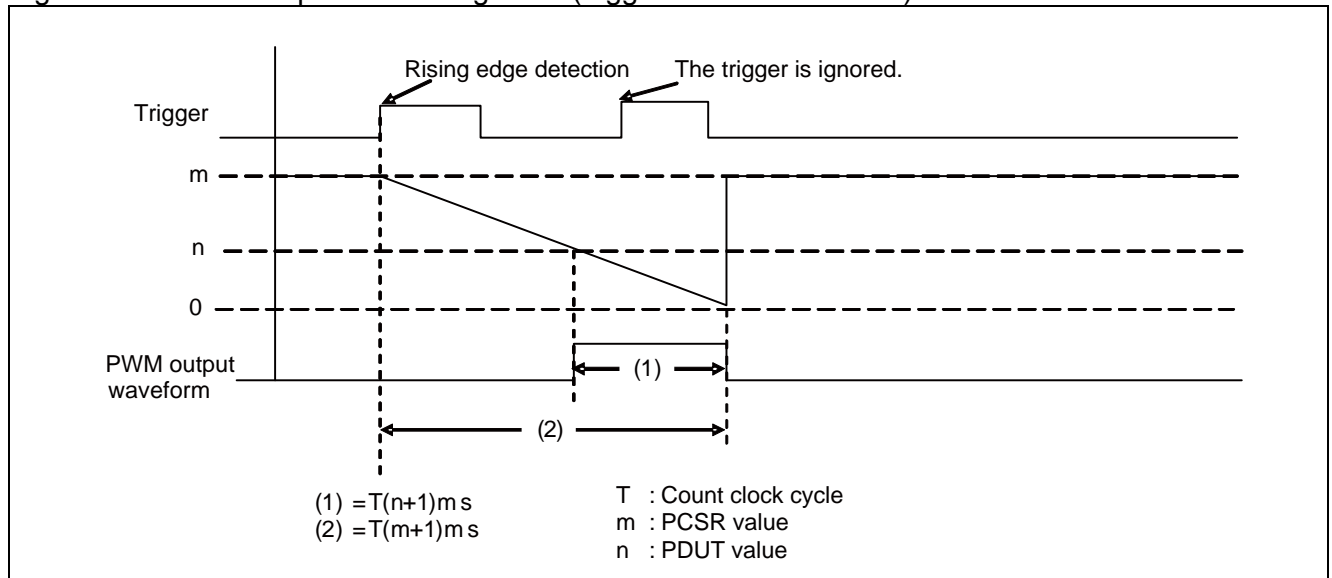 Rising edge detection The trigger is ignored.
Trigger
m
n
0
PWM output
waveform
(1)
(2)
(1) =T(n+1)m s
(2) =T(m+1)m s
T : Count clock cycle
m : PCSR value
n : PDUT value